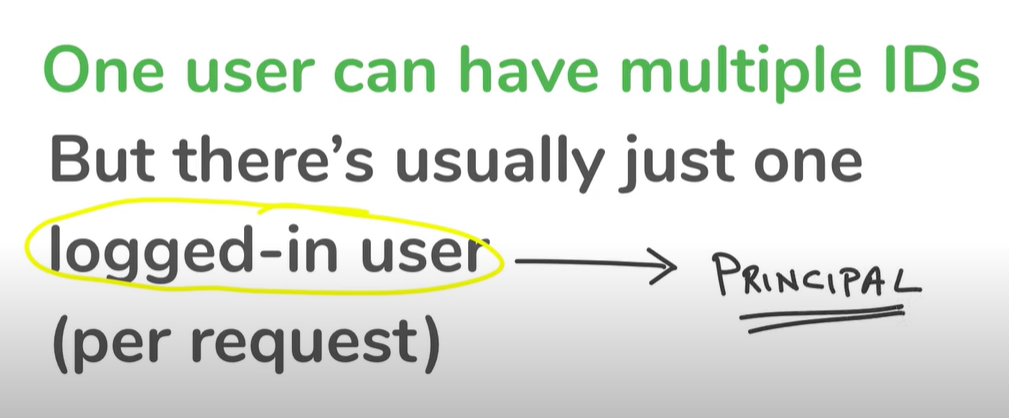 One user can have multiple IDs
But there's usually just one
logged-in user → PRINCIPAL
(per request)